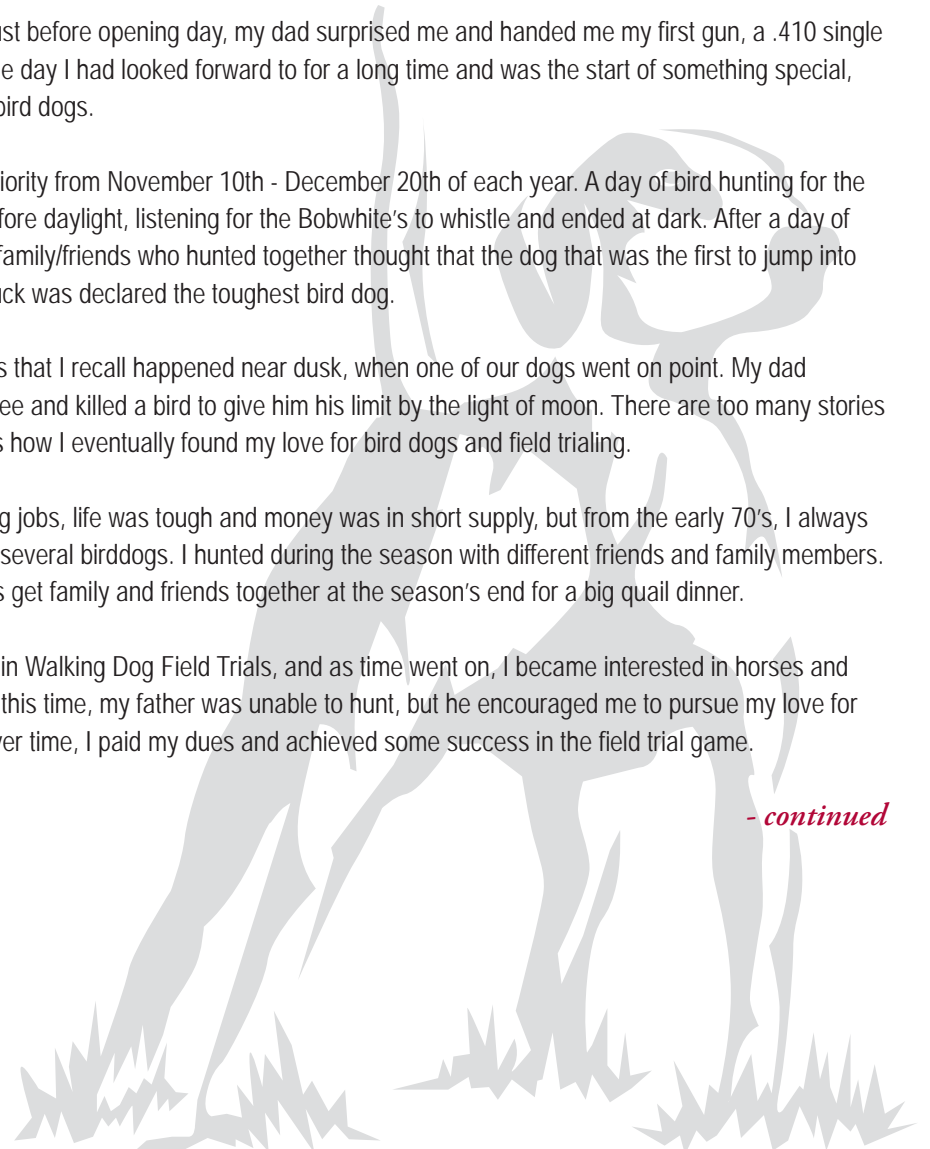 ust before opening day, my dad surprised me and handed me my first gun, a .410 single
e day I had looked forward to for a long time and was the start of something special,
bird dogs.
iority from November 10th - December 20th of each year. A day of bird hunting for the
fore daylight, listening for the Bobwhite's to whistle and ended at dark. After a day of
family/friends who hunted together thought that the dog that was the first to jump into
uck was declared the toughest bird dog.
s that I recall happened near dusk, when one of our dogs went on point. My dad
ee and killed a bird to give him his limit by the light of moon. There are too many stories
s how I eventually found my love for bird dogs and field trialing.
g jobs, life was tough and money was in short supply, but from the early 70's, I always
several birddogs. I hunted during the season with different friends and family members.
s get family and friends together at the season's end for a big quail dinner.
in Walking Dog Field Trials, and as time went on, I became interested in horses and
this time, my father was unable to hunt, but he encouraged me to pursue my love for
ver time, I paid my dues and achieved some success in the field trial game.
- continued